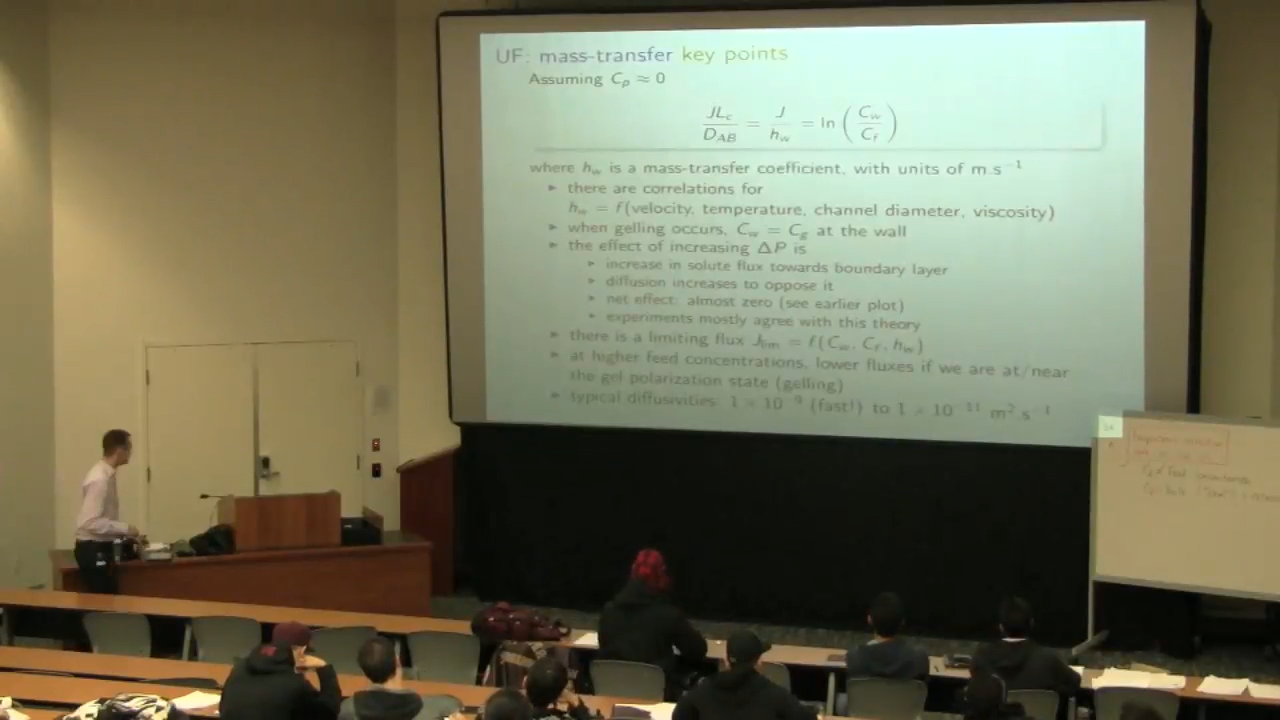 UF: mass-transfer key points
Assuming C_p ≈ 0
JL_c / D_AB = J / h_w = ln ( C_w / C_f )
where h_w is a mass-transfer coefficient, with units of m.s⁻¹
► there are correlations for
h_w = f(velocity, temperature, channel diameter, viscosity)
► when gelling occurs, C_w = C_g at the wall
► the effect of increasing ΔP is
► increase in solute flux towards boundary layer
► diffusion increases to oppose it
► net effect: almost zero (see earlier plot)
► experiments mostly agree with this theory
► there is a limiting flux J_lim = f(C_w, C_f, h_w)
► at higher feed concentrations, lower fluxes if we are at/near
the gel polarization state (gelling)
► typical diffusivities: 1 × 10⁻⁹ (fast!) to 1 × 10⁻¹¹ m².s⁻¹